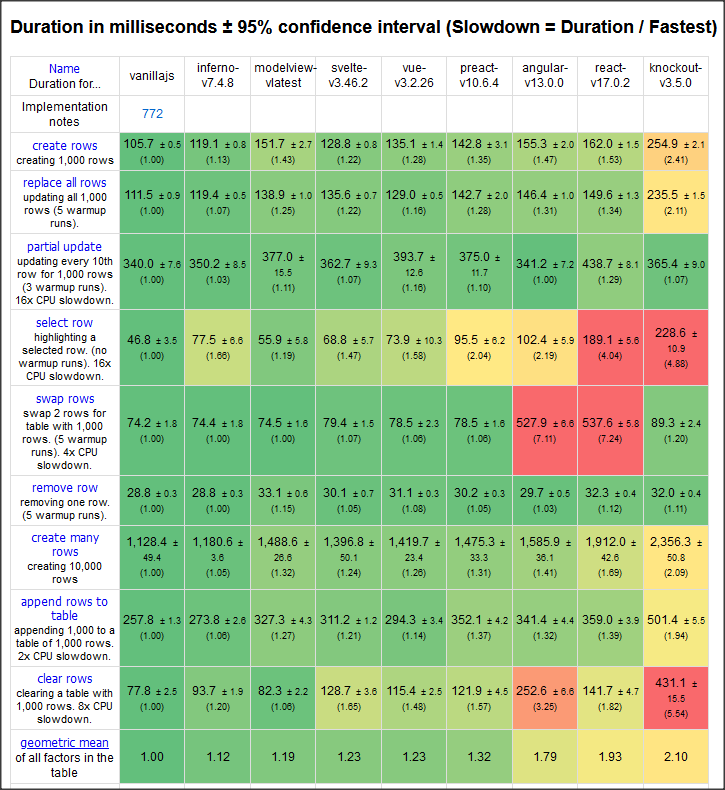 Duration in milliseconds ± 95% confidence interval (Slowdown = Duration / Fastest)
Name
Duration for...
vanillajs
inferno-
v7.4.8
modelview-
vlatest
svelte-
v3.46.2
vue-
v3.2.26
preact-
v10.6.4
angular-
v13.0.0
react-
v17.0.2
knockout-
v3.5.0
Implementation
notes
772
create rows
creating 1,000 rows
105.7 ± 0.5
(1.00)
119.1 ± 0.8
(1.13)
151.7 ± 2.7
(1.43)
128.8 ± 0.8
(1.22)
135.1 ± 1.4
(1.28)
142.8 ± 3.1
(1.35)
155.3 ± 2.0
(1.47)
162.0 ± 1.5
(1.53)
254.9 ± 2.1
(2.41)
replace all rows
updating all 1,000
rows (5 warmup
runs).
111.5 ± 0.9
(1.00)
119.4 ± 0.5
(1.07)
138.9 ± 1.0
(1.25)
135.6 ± 0.7
(1.22)
129.0 ± 0.5
(1.16)
142.7 ± 2.0
(1.28)
146.4 ± 1.0
(1.31)
149.6 ± 1.3
(1.34)
235.5 ± 1.5
(2.11)
partial update
updating every 10th
row for 1,000 rows
(3 warmup runs).
16x CPU slowdown.
340.0 ± 7.6
(1.00)
350.2 ± 8.5
(1.03)
377.0 ±
15.5
(1.11)
362.7 ± 9.3
(1.07)
393.7 ±
12.6
(1.16)
375.0 ±
11.7
(1.10)
341.2 ± 7.2
(1.00)
438.7 ± 8.1
(1.29)
365.4 ± 9.0
(1.07)
select row
highlighting a
selected row. (no
warmup runs). 16x
CPU slowdown.
46.8 ± 3.5
(1.00)
77.5 ± 6.6
(1.66)
55.9 ± 5.8
(1.19)
68.8 ± 5.7
(1.47)
73.9 ± 10.3
(1.58)
95.5 ± 6.2
(2.04)
102.4 ± 5.9
(2.19)
189.1 ± 5.6
(4.04)
228.6 ±
10.9
(4.88)
swap rows
swap 2 rows for
table with 1,000
rows. (5 warmup
runs). 4x CPU
slowdown.
74.2 ± 1.8
(1.00)
74.4 ± 1.8
(1.00)
74.5 ± 1.6
(1.00)
79.4 ± 1.5
(1.07)
78.5 ± 2.3
(1.06)
78.5 ± 1.6
(1.06)
527.9 ± 6.6
(7.11)
537.6 ± 5.8
(7.24)
89.3 ± 2.4
(1.20)
remove row
removing one row.
(5 warmup runs).
28.8 ± 0.3
(1.00)
28.8 ± 0.3
(1.00)
33.1 ± 0.6
(1.15)
30.1 ± 0.7
(1.05)
31.1 ± 0.3
(1.08)
30.2 ± 0.3
(1.05)
29.7 ± 0.5
(1.03)
32.3 ± 0.4
(1.12)
32.0 ± 0.4
(1.11)
create many
rows
creating 10,000
rows
1,128.4 ±
49.4
(1.00)
1,180.6 ±
3.6
(1.05)
1,488.6 ±
26.6
(1.32)
1,396.8 ±
50.1
(1.24)
1,419.7 ±
23.4
(1.26)
1,475.3 ±
33.3
(1.31)
1,585.9 ±
36.1
(1.41)
1,912.0 ±
42.6
(1.69)
2,356.3 ±
50.8
(2.09)
append rows to
table
appending 1,000 to a
table of 1,000 rows.
2x CPU slowdown.
257.8 ± 1.3
(1.00)
273.8 ± 2.6
(1.06)
327.3 ± 4.3
(1.27)
311.2 ± 1.2
(1.21)
294.3 ± 3.4
(1.14)
352.1 ± 4.2
(1.37)
341.4 ± 4.4
(1.32)
359.0 ± 3.9
(1.39)
501.4 ± 5.5
(1.94)
clear rows
clearing a table with
1,000 rows. 8x CPU
slowdown.
77.8 ± 2.5
(1.00)
93.7 ± 1.9
(1.20)
82.3 ± 2.2
(1.06)
128.7 ± 3.6
(1.65)
115.4 ± 2.5
(1.48)
121.9 ± 4.5
(1.57)
252.6 ± 6.6
(3.25)
141.7 ± 4.7
(1.82)
431.1 ±
15.5
(5.54)
geometric mean
of all factors in the
table
1.00
1.12
1.19
1.23
1.23
1.32
1.79
1.93
2.10